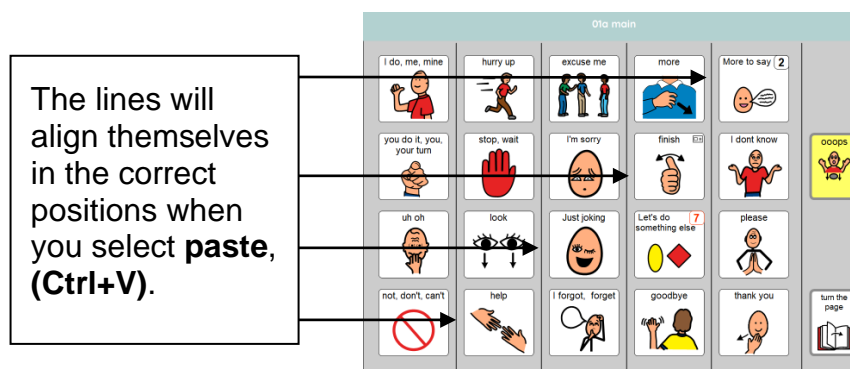 01a main
The lines will
align themselves
in the correct
positions when
you select paste,
(Ctrl+V).
I do, me, mine
hurry up
excuse me
more
More to say 2
you do it, you,
your turn
stop, wait
I'm sorry
finish
I dont know
ooops
uh oh
look
Just joking
Let's do 7
something else
please
not, don't, can't
help
I forgot, forget
goodbye
thank you
turn the
page